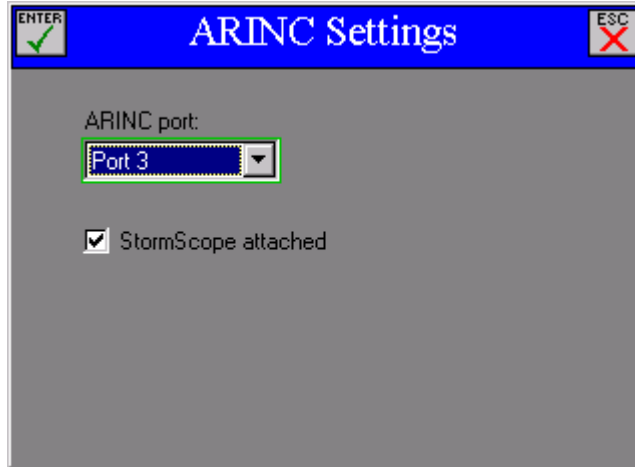 ENTER
ARINC Settings
ESC
ARINC port:
Port 3
StormScope attached